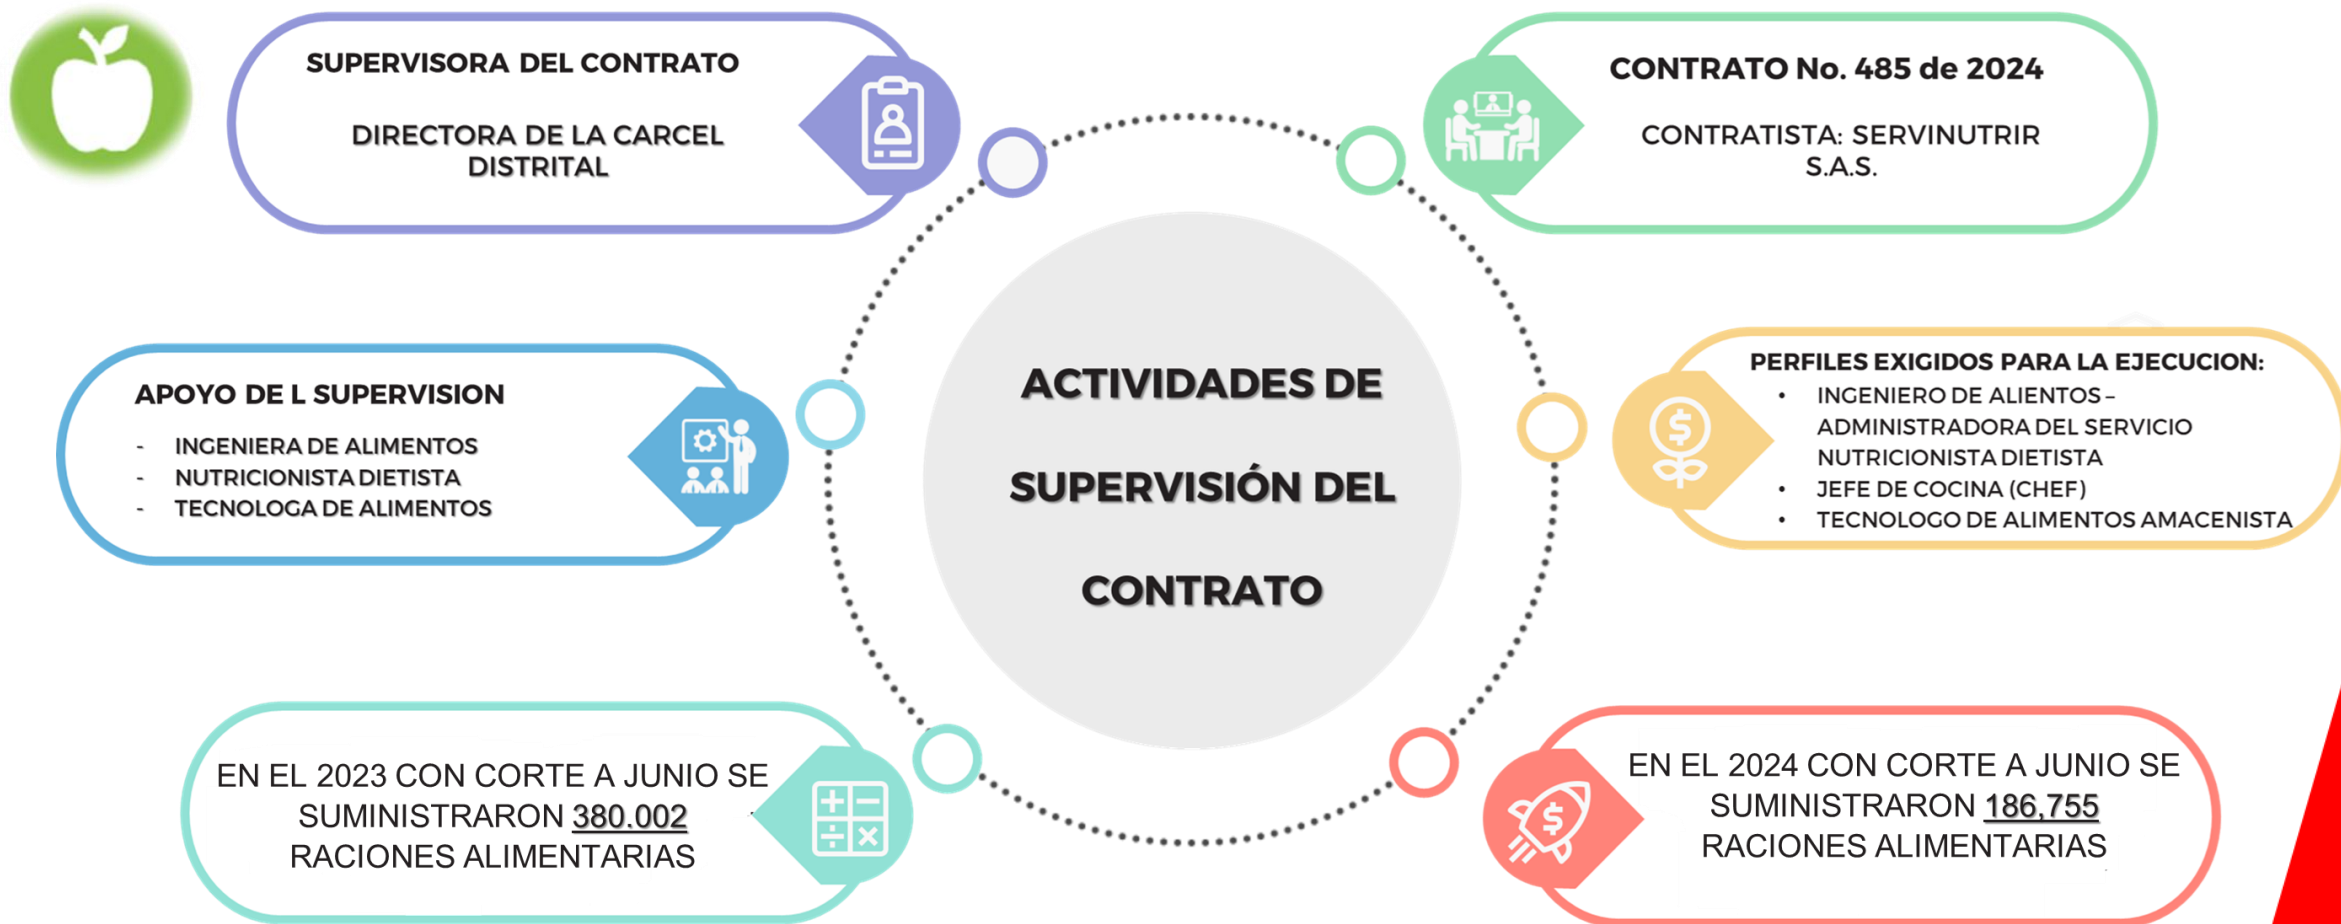 SUPERVISORA DEL CONTRATO
DIRECTORA DE LA CARCEL
DISTRITAL
CONTRATO No. 485 de 2024
CONTRATISTA: SERVINUTRIR
S.A.S.
APOYO DE L SUPERVISION
- INGENIERA DE ALIMENTOS
- NUTRICIONISTA DIETISTA
- TECNOLOGA DE ALIMENTOS
ACTIVIDADES DE
SUPERVISIÓN DEL
CONTRATO
PERFILES EXIGIDOS PARA LA EJECUCION:
• INGENIERO DE ALIENTOS –
ADMINISTRADORA DEL SERVICIO
NUTRICIONISTA DIETISTA
• JEFE DE COCINA (CHEF)
• TECNOLOGO DE ALIMENTOS AMACENISTA
EN EL 2023 CON CORTE A JUNIO SE
SUMINISTRARON 380.002
RACIONES ALIMENTARIAS
EN EL 2024 CON CORTE A JUNIO SE
SUMINISTRARON 186,755
RACIONES ALIMENTARIAS